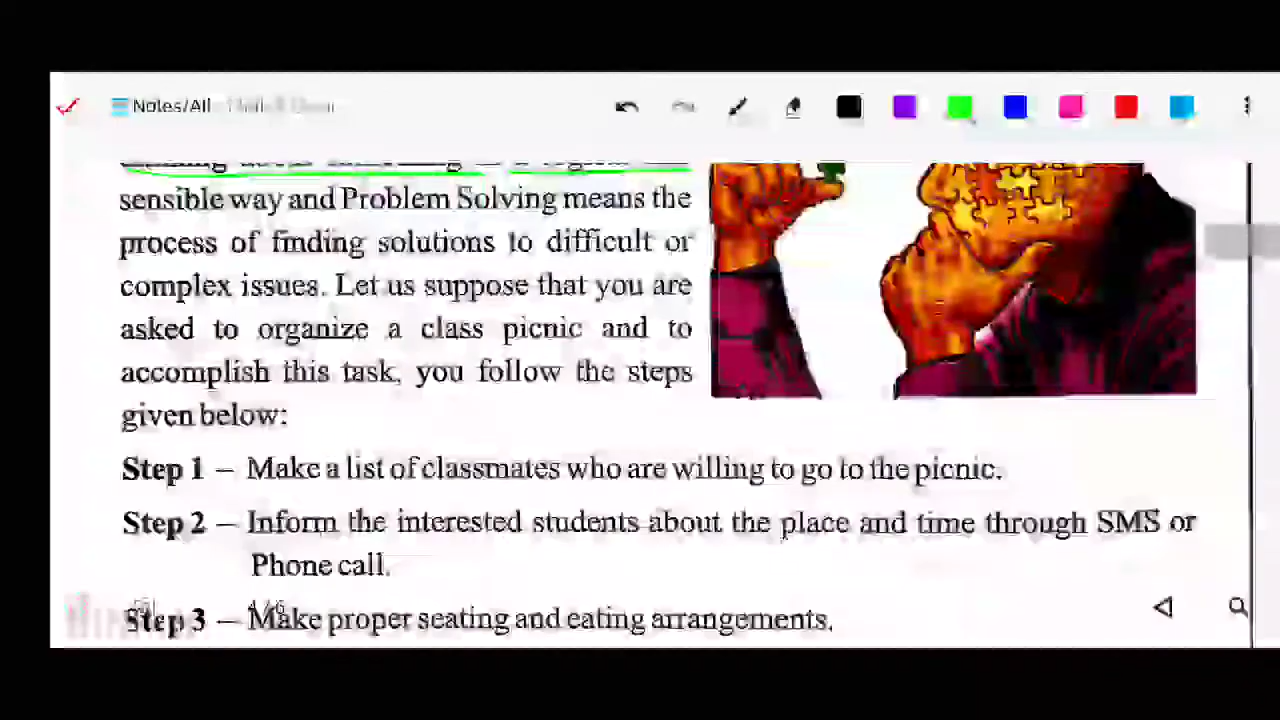 Notes/All
sensible way and Problem Solving means the
process of finding solutions to difficult or
complex issues. Let us suppose that you are
asked to organize a class picnic and to
accomplish this task, you follow the steps
given below:
Step 1 – Make a list of classmates who are willing to go to the picnic.
Step 2 – Inform the interested students about the place and time through SMS or
Phone call.
4 / 6
Step 3 – Make proper seating and eating arrangements.